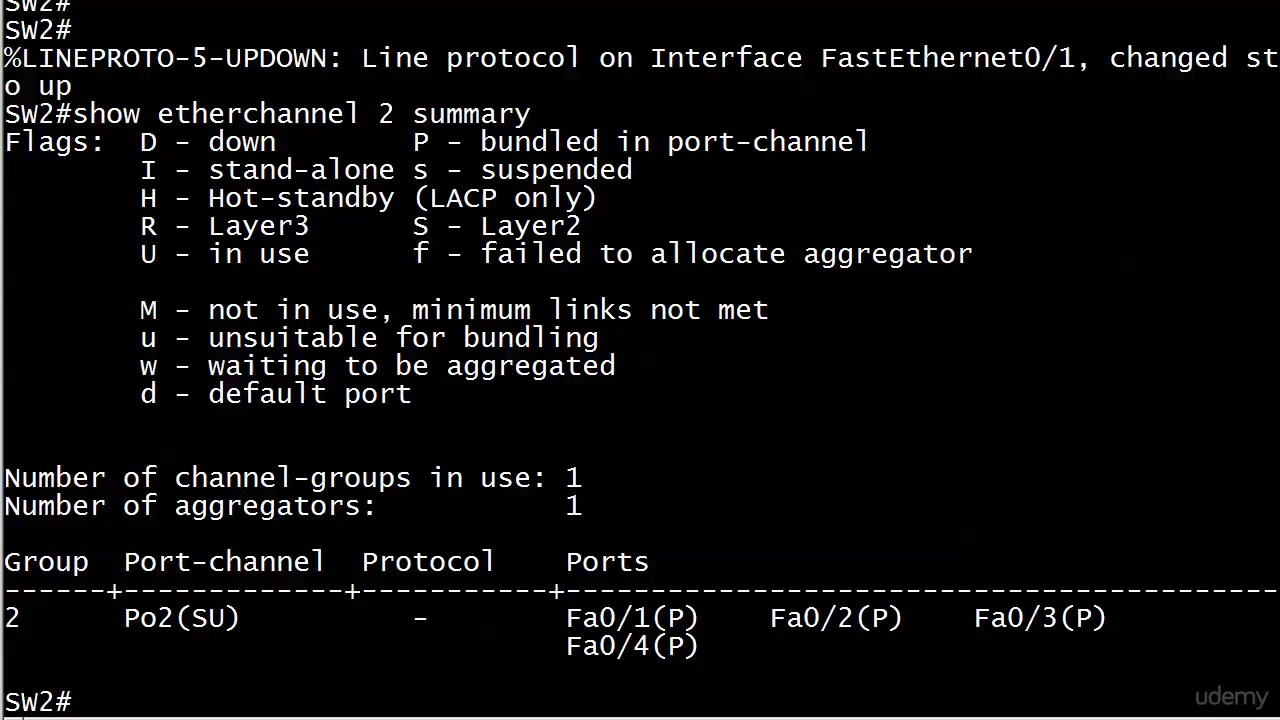 SW2#
SW2#
%LINEPROTO-5-UPDOWN: Line protocol on Interface FastEthernet0/1, changed st
o up
SW2#show etherchannel 2 summary
Flags:  D - down        P - bundled in port-channel
        I - stand-alone s - suspended
        H - Hot-standby (LACP only)
        R - Layer3      S - Layer2
        U - in use      f - failed to allocate aggregator
        M - not in use, minimum links not met
        u - unsuitable for bundling
        w - waiting to be aggregated
        d - default port
Number of channel-groups in use: 1
Number of aggregators:           1
Group  Port-channel  Protocol    Ports
------+-------------+-----------+------------------------------------------
2      Po2(SU)          -        Fa0/1(P)    Fa0/2(P)    Fa0/3(P)
                                 Fa0/4(P)
SW2#
udemy